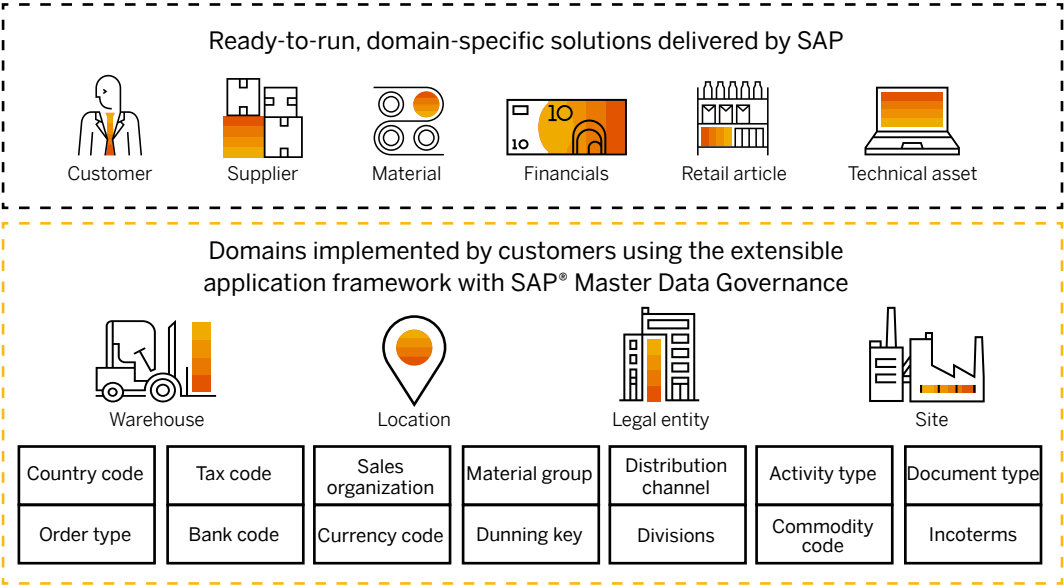 Ready-to-run, domain-specific solutions delivered by SAP
10
10
Customer
Supplier
Material
Financials
Retail article
Technical asset
Domains implemented by customers using the extensible
application framework with SAP® Master Data Governance
Warehouse
Location
Legal entity
Site
Country code
Tax code
Sales
organization
Material group
Distribution
channel
Activity type
Document type
Order type
Bank code
Currency code
Dunning key
Divisions
Commodity
code
Incoterms